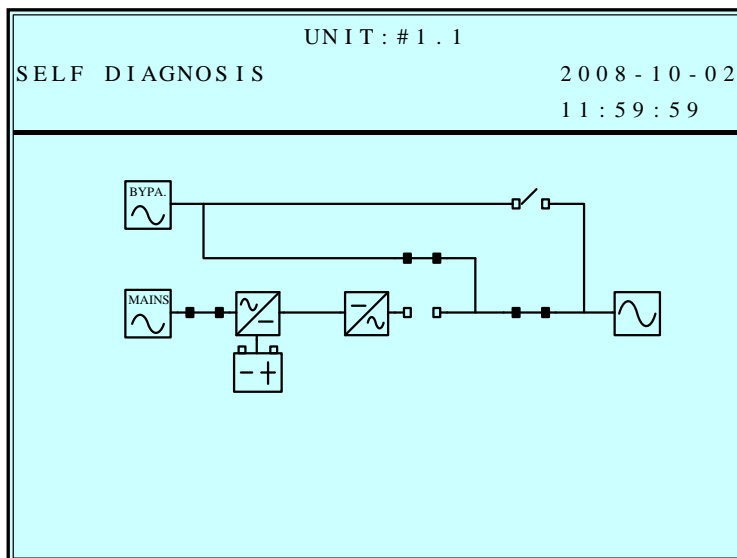 UNIT:#1.1
SELF DIAGNOSIS 2008-10-02
11:59:59
BYPA.
MAINS